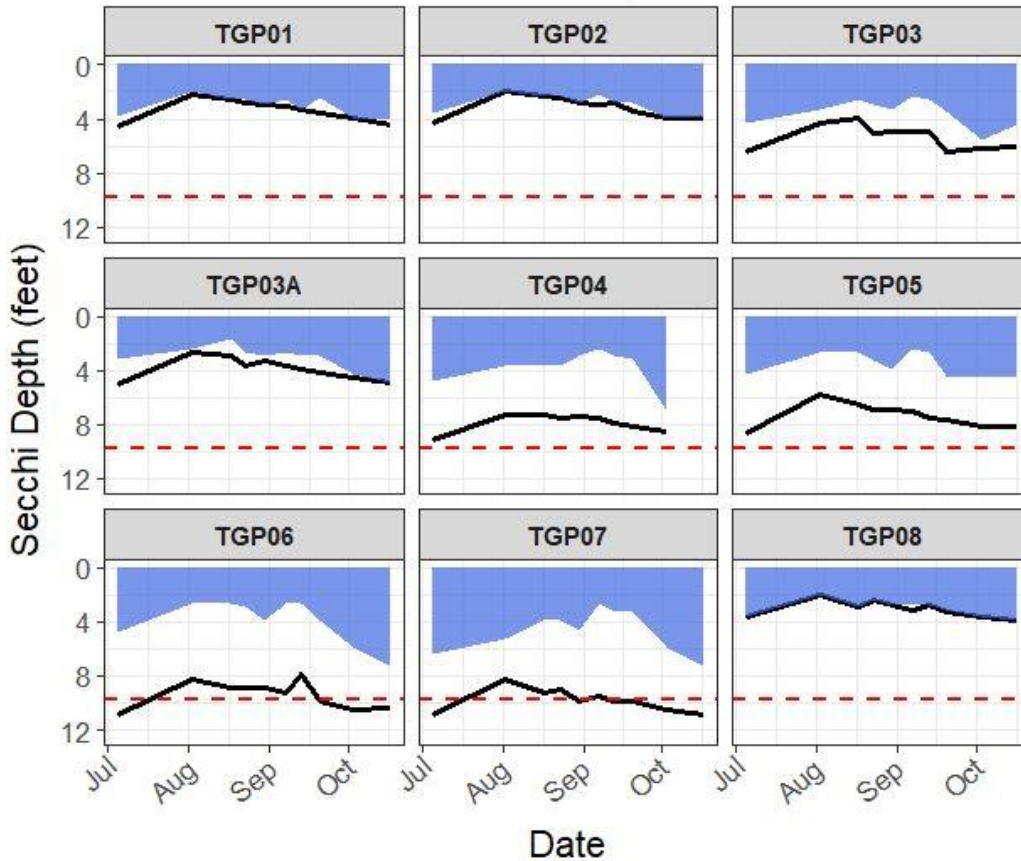 TGP01 TGP02 TGP03
0
4
8
12
TGP03A TGP04 TGP05
0
4
8
12
TGP06 TGP07 TGP08
0
4
8
12
Secchi Depth (feet)
Jul Aug Sep Oct Jul Aug Sep Oct Jul Aug Sep Oct
Date